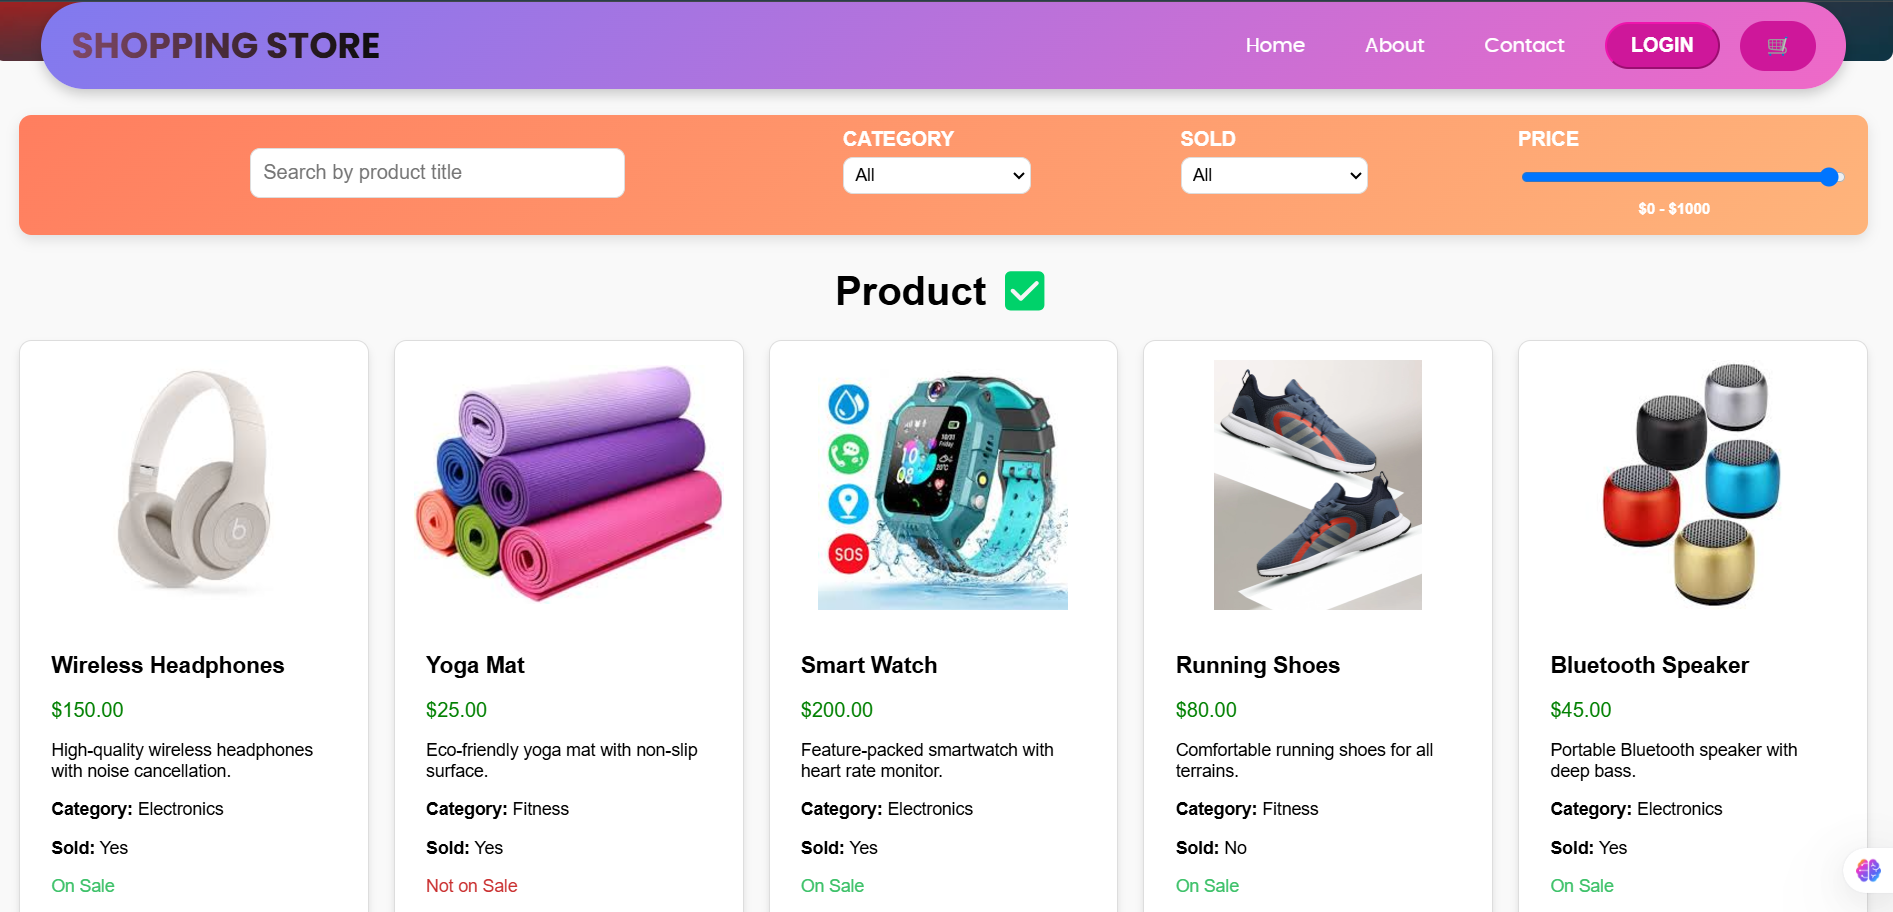 SHOPPING STORE
Home
About
Contact
LOGIN
Search by product title
CATEGORY
All
SOLD
All
PRICE
$0 - $1000
Product
SOS
10
08
Wireless Headphones
$150.00
High-quality wireless headphones
with noise cancellation.
Category: Electronics
Sold: Yes
On Sale
Yoga Mat
$25.00
Eco-friendly yoga mat with non-slip
surface.
Category: Fitness
Sold: Yes
Not on Sale
Smart Watch
$200.00
Feature-packed smartwatch with
heart rate monitor.
Category: Electronics
Sold: Yes
On Sale
Running Shoes
$80.00
Comfortable running shoes for all
terrains.
Category: Fitness
Sold: No
On Sale
Bluetooth Speaker
$45.00
Portable Bluetooth speaker with
deep bass.
Category: Electronics
Sold: Yes
On Sale